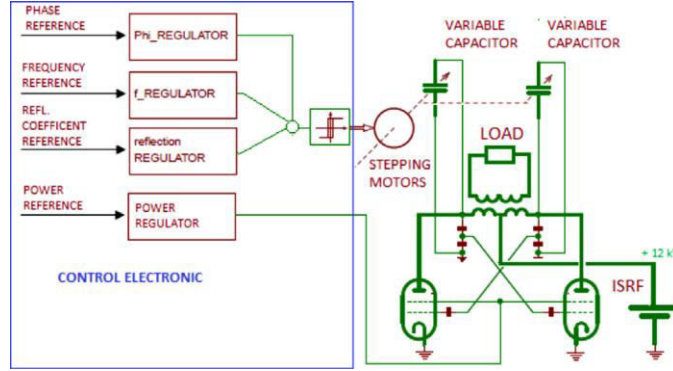 PHASE
REFERENCE
Phi_REGULATOR
FREQUENCY
REFERENCE
f_REGULATOR
REFL.
COEFFICENT
REFERENCE
reflection
REGULATOR
POWER
REFERENCE
POWER
REGULATOR
CONTROL ELECTRONIC
STEPPING
MOTORS
VARIABLE
CAPACITOR
VARIABLE
CAPACITOR
LOAD
+ 12 k
ISRF